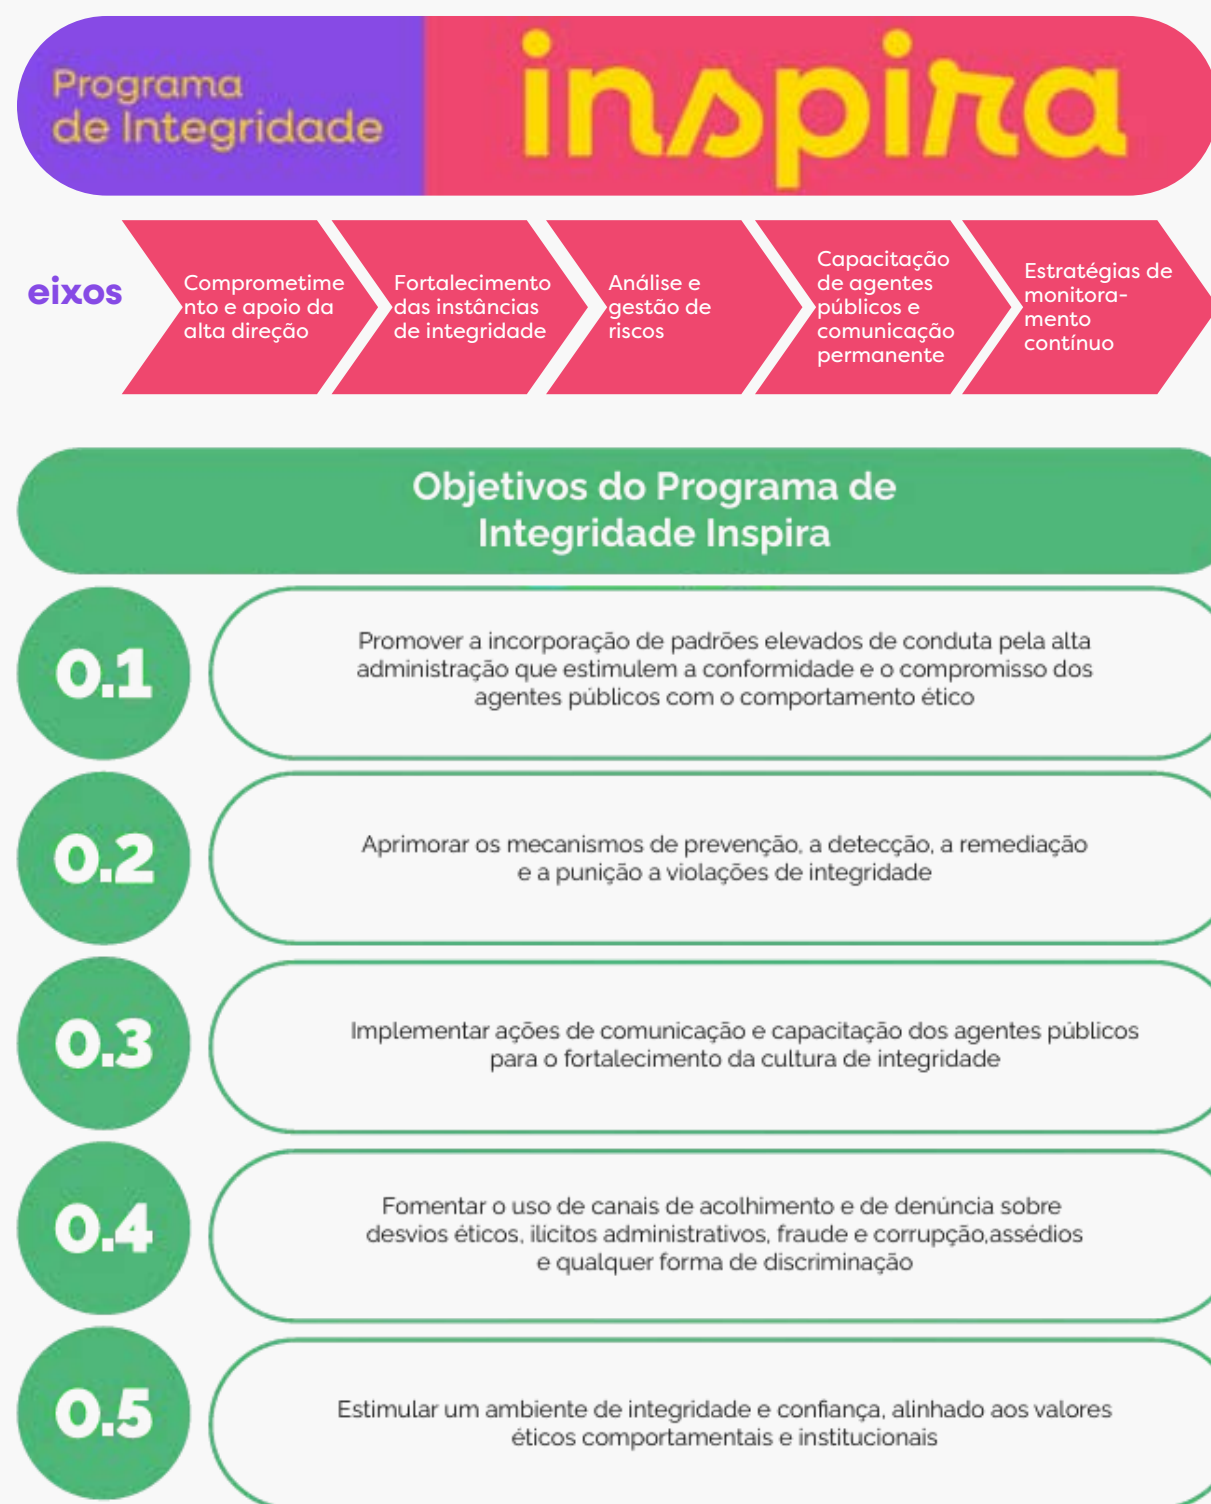 Programa
de Integridade
inspira
eixos
Comprometime
nto e apoio da
alta direção
Fortalecimento
das instâncias
de integridade
Análise e
gestão de
riscos
Capacitação
de agentes
públicos e
comunicação
permanente
Estratégias de
monitora-
mento
contínuo
Objetivos do Programa de
Integridade Inspira
0.1
Promover a incorporação de padrões elevados de conduta pela alta
administração que estimulem a conformidade e o compromisso dos
agentes públicos com o comportamento ético
0.2
Aprimorar os mecanismos de prevenção, a detecção, a remediação
e a punição a violações de integridade
0.3
Implementar ações de comunicação e capacitação dos agentes públicos
para o fortalecimento da cultura de integridade
0.4
Fomentar o uso de canais de acolhimento e de denúncia sobre
desvios éticos, ilícitos administrativos, fraude e corrupção,assédios
e qualquer forma de discriminação
0.5
Estimular um ambiente de integridade e confiança, alinhado aos valores
éticos comportamentais e institucionais